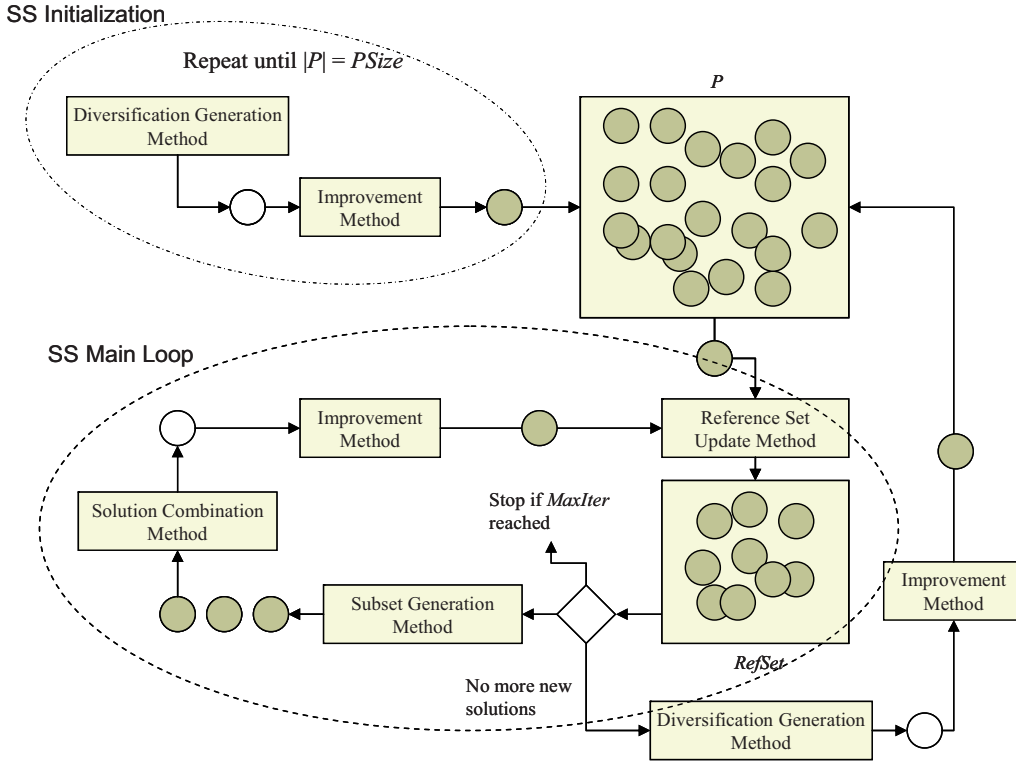 SS Initialization
Repeat until |P| = PSize
P
Diversification Generation
Method
Improvement
Method
SS Main Loop
Improvement
Method
Reference Set
Update Method
Solution Combination
Method
Stop if MaxIter
reached
Improvement
Method
Subset Generation
Method
RefSet
No more new
solutions
Diversification Generation
Method